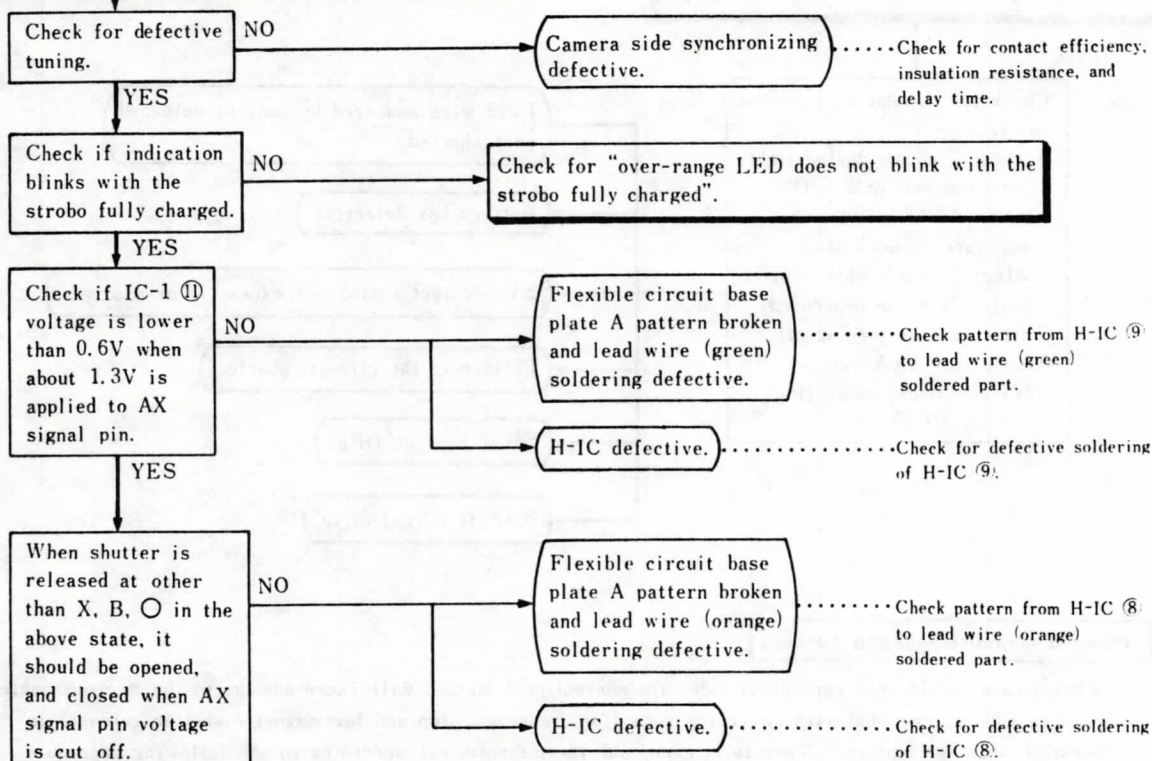 Check for defective
tuning.
NO
Camera side synchronizing
defective.
Check for contact efficiency,
insulation resistance, and
delay time.
YES
Check if indication
blinks with the
strobo fully charged.
NO
Check for “over-range LED does not blink with the
strobo fully charged”.
YES
Check if IC-1 ⑪
voltage is lower
than 0.6V when
about 1.3V is
applied to AX
signal pin.
NO
Flexible circuit base
plate A pattern broken
and lead wire (green)
soldering defective.
Check pattern from H-IC ⑨
to lead wire (green)
soldered part.
H-IC defective.
Check for defective soldering
of H-IC ⑨.
YES
When shutter is
released at other
than X, B, O in the
above state, it
should be opened,
and closed when AX
signal pin voltage
is cut off.
NO
Flexible circuit base
plate A pattern broken
and lead wire (orange)
soldering defective.
Check pattern from H-IC ⑧
to lead wire (orange)
soldered part.
H-IC defective.
Check for defective soldering
of H-IC ⑧.